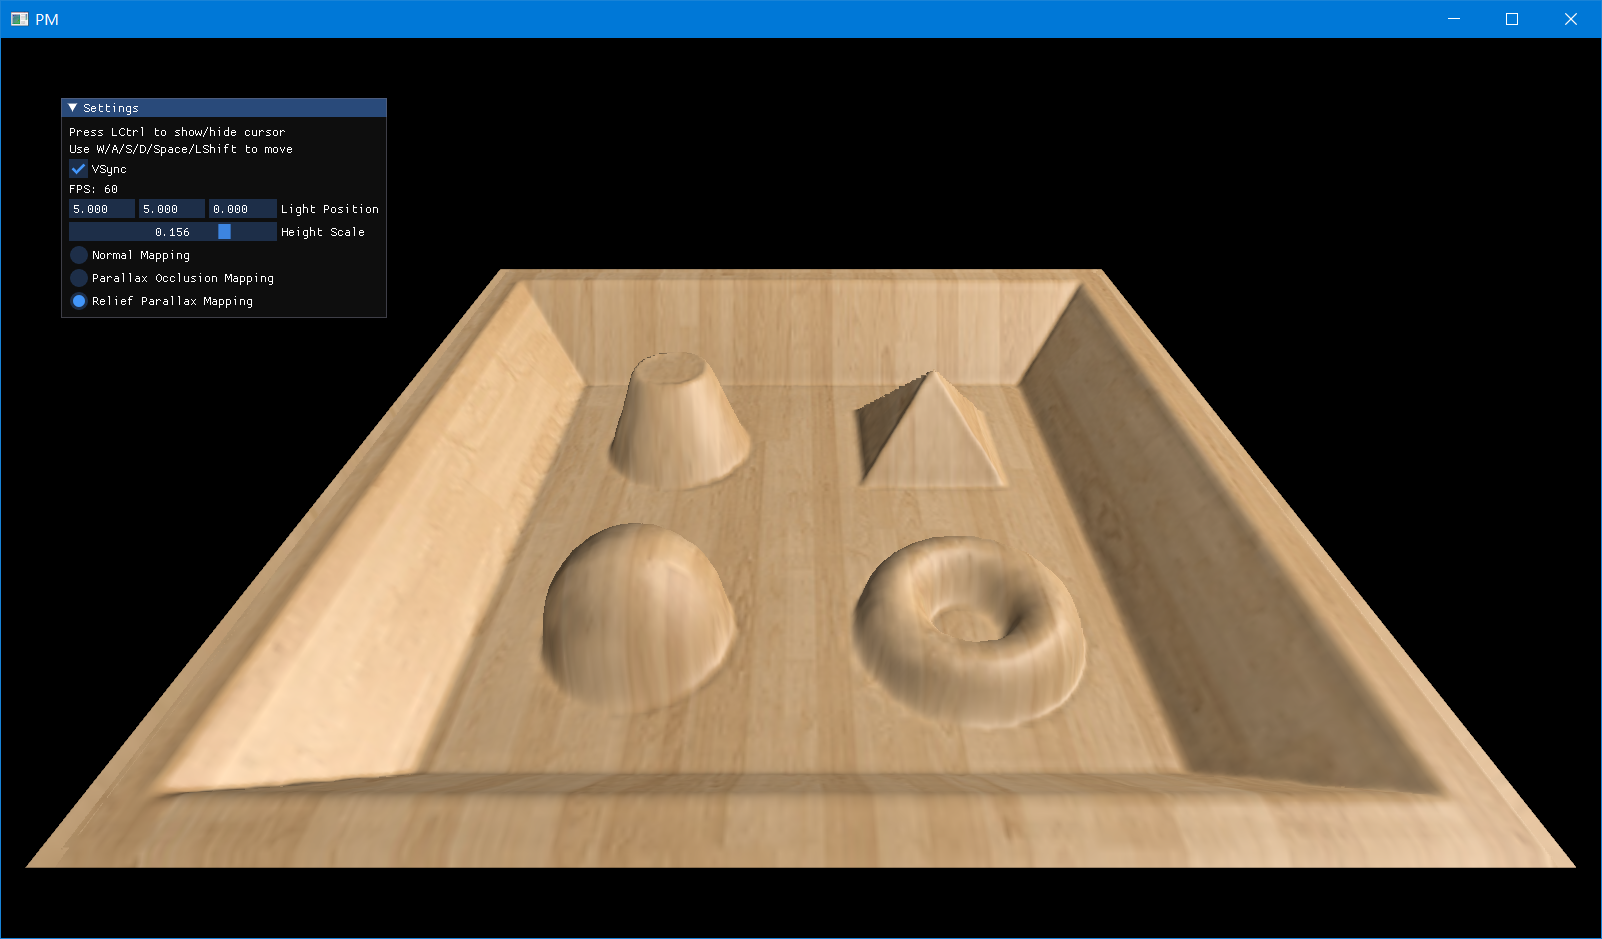 PM
Settings
Press LCtrl to show/hide cursor
Use W/A/S/D/Space/LShift to move
VSync
FPS: 60
5.000 5.000 0.000 Light Position
0.156 Height Scale
Normal Mapping
Parallax Occlusion Mapping
Relief Parallax Mapping